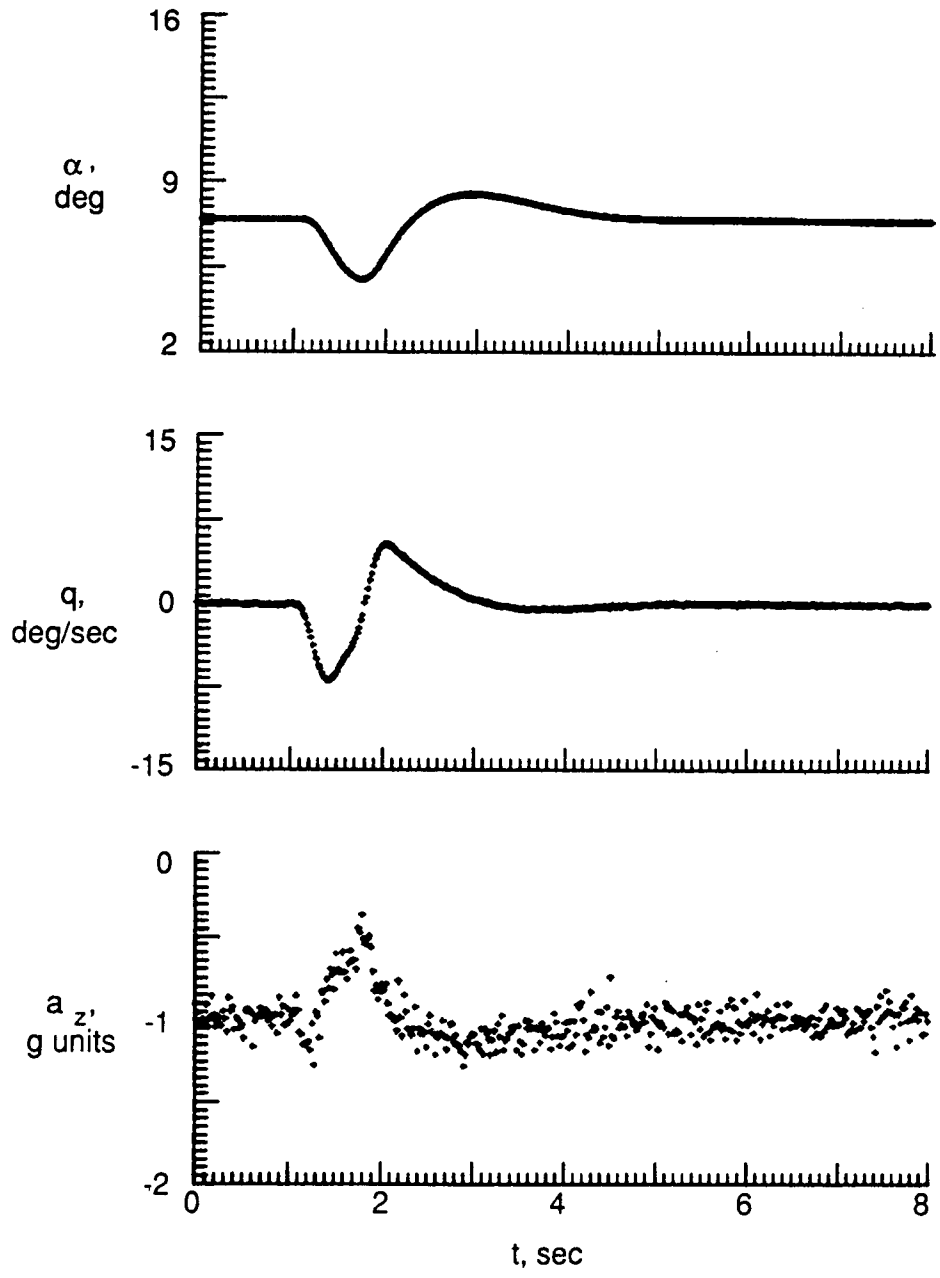 16
α,
deg
9
2
15
q,
deg/sec
0
-15
0
a z,
g units
-1
-2
0 2 4 6 8
t, sec